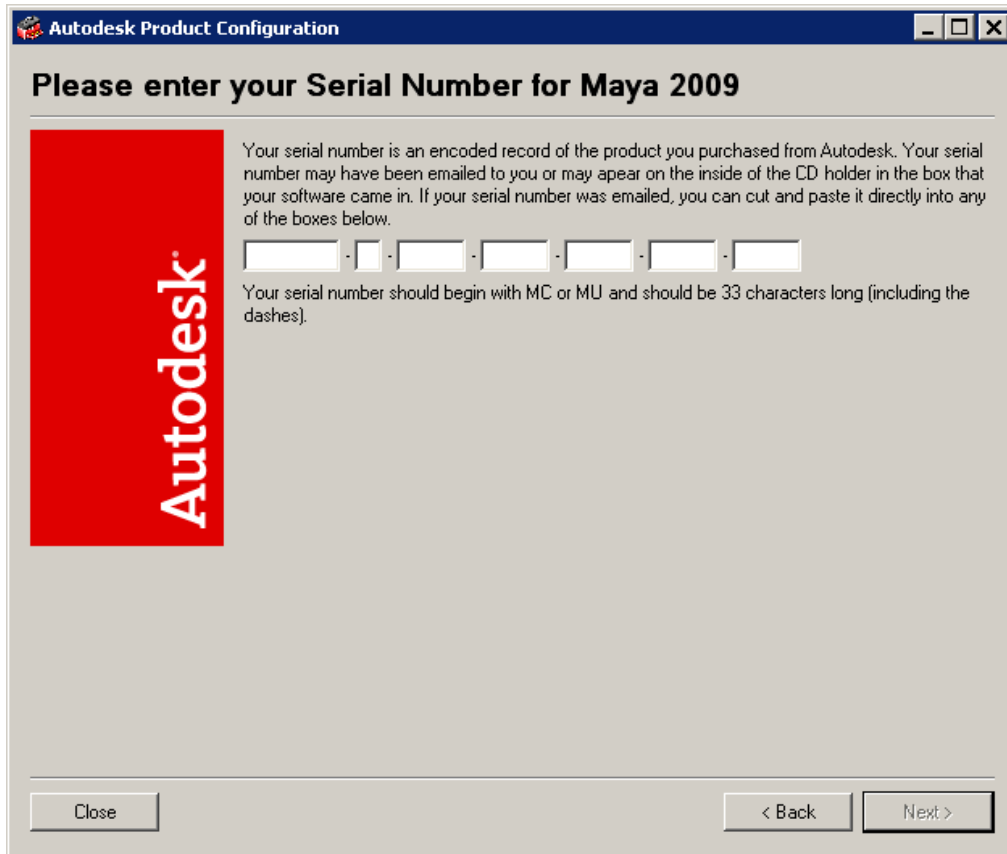 Autodesk Product Configuration
Please enter your Serial Number for Maya 2009
Your serial number is an encoded record of the product you purchased from Autodesk. Your serial
number may have been emailed to you or may apear on the inside of the CD holder in the box that
your software came in. If your serial number was emailed, you can cut and paste it directly into any
of the boxes below.
- - - - - -
Your serial number should begin with MC or MU and should be 33 characters long (including the
dashes).
Autodesk
Close
< Back
Next >